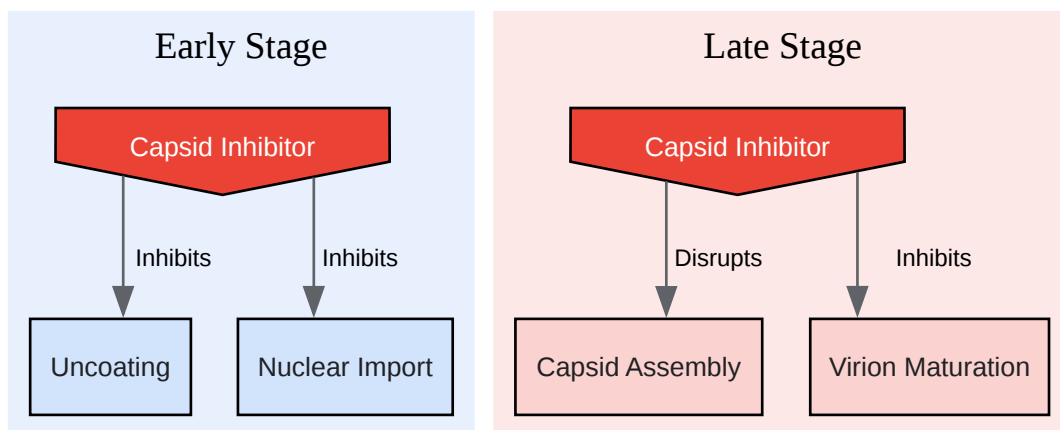 Early Stage
Capsid Inhibitor
Inhibits
Inhibits
Uncoating
Nuclear Import
Late Stage
Capsid Inhibitor
Disrupts
Inhibits
Capsid Assembly
Virion Maturation